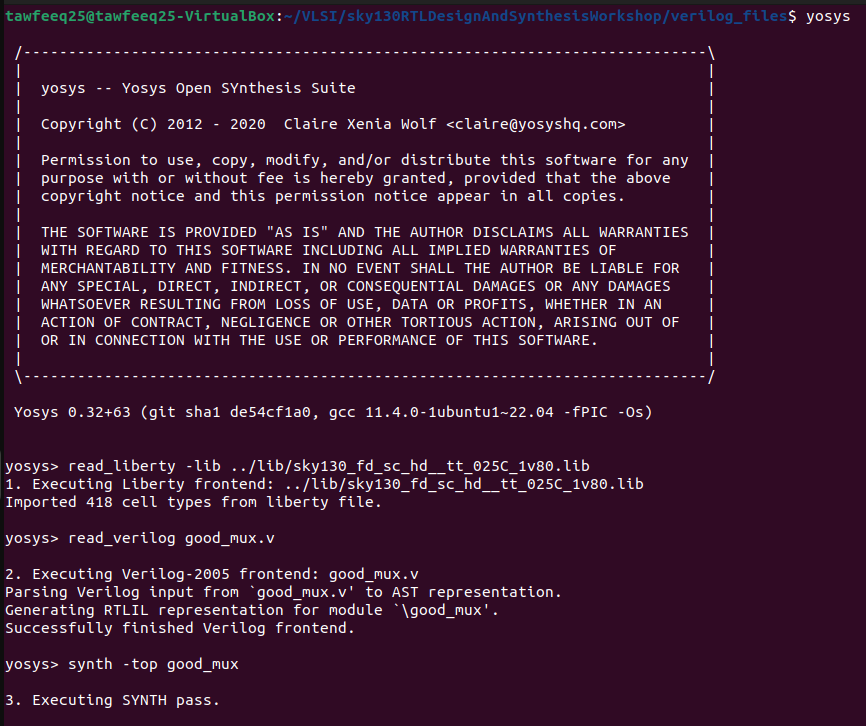 tawfeeq25@tawfeeq25-VirtualBox:~/VLSI/sky130RTLDesignAndSynthesisWorkshop/verilog_files$ yosys
/----------------------------------------------------------------------------\
|                                                                            |
|  yosys -- Yosys Open SYnthesis Suite                                       |
|                                                                            |
|  Copyright (C) 2012 - 2020  Claire Xenia Wolf <claire@yosyshq.com>         |
|                                                                            |
|  Permission to use, copy, modify, and/or distribute this software for any  |
|  purpose with or without fee is hereby granted, provided that the above    |
|  copyright notice and this permission notice appear in all copies.         |
|                                                                            |
|  THE SOFTWARE IS PROVIDED "AS IS" AND THE AUTHOR DISCLAIMS ALL WARRANTIES  |
|  WITH REGARD TO THIS SOFTWARE INCLUDING ALL IMPLIED WARRANTIES OF          |
|  MERCHANTABILITY AND FITNESS. IN NO EVENT SHALL THE AUTHOR BE LIABLE FOR   |
|  ANY SPECIAL, DIRECT, INDIRECT, OR CONSEQUENTIAL DAMAGES OR ANY DAMAGES    |
|  WHATSOEVER RESULTING FROM LOSS OF USE, DATA OR PROFITS, WHETHER IN AN     |
|  ACTION OF CONTRACT, NEGLIGENCE OR OTHER TORTIOUS ACTION, ARISING OUT OF   |
|  OR IN CONNECTION WITH THE USE OR PERFORMANCE OF THIS SOFTWARE.            |
|                                                                            |
\----------------------------------------------------------------------------/
Yosys 0.32+63 (git sha1 de54cf1a0, gcc 11.4.0-1ubuntu1~22.04 -fPIC -Os)
yosys> read_liberty -lib ../lib/sky130_fd_sc_hd__tt_025C_1v80.lib
1. Executing Liberty frontend: ../lib/sky130_fd_sc_hd__tt_025C_1v80.lib
Imported 418 cell types from liberty file.
yosys> read_verilog good_mux.v
2. Executing Verilog-2005 frontend: good_mux.v
Parsing Verilog input from `good_mux.v' to AST representation.
Generating RTLIL representation for module `\good_mux'.
Successfully finished Verilog frontend.
yosys> synth -top good_mux
3. Executing SYNTH pass.